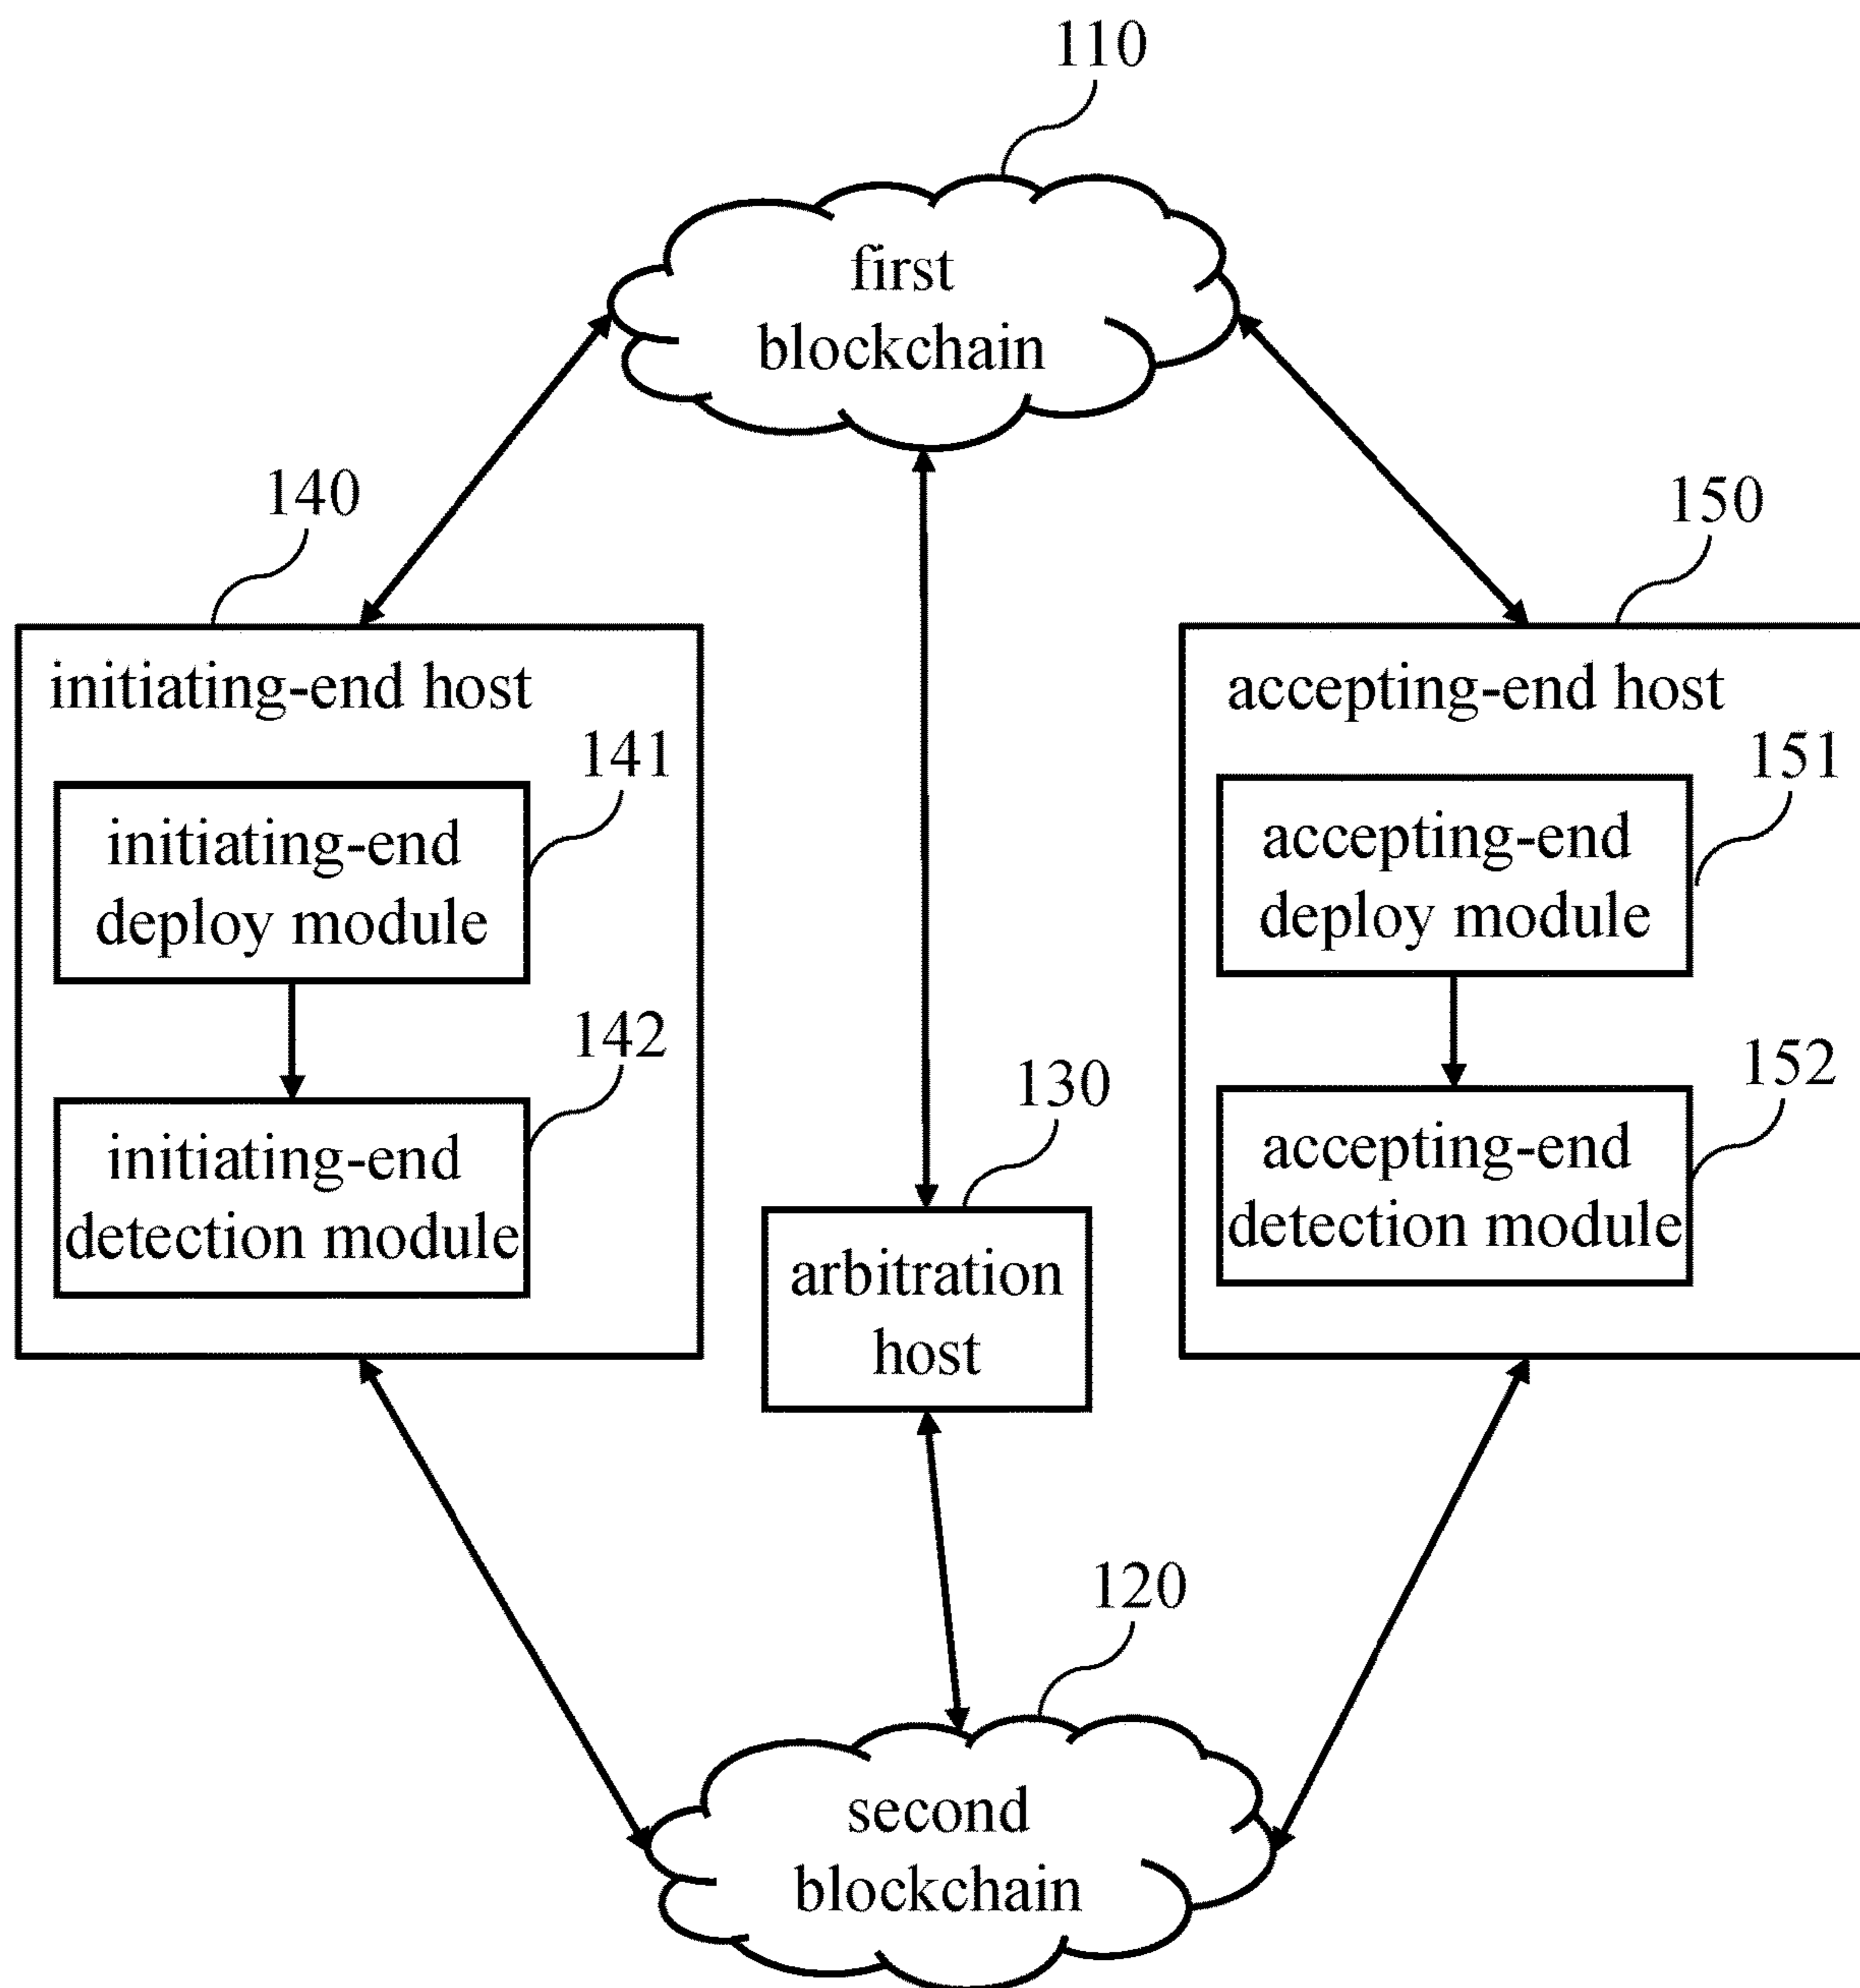 110
first
blockchain
140
150
initiating-end host
accepting-end host
141
151
initiating-end
deploy module
accepting-end
deploy module
142
152
130
initiating-end
detection module
accepting-end
detection module
arbitration
host
120
second
blockchain